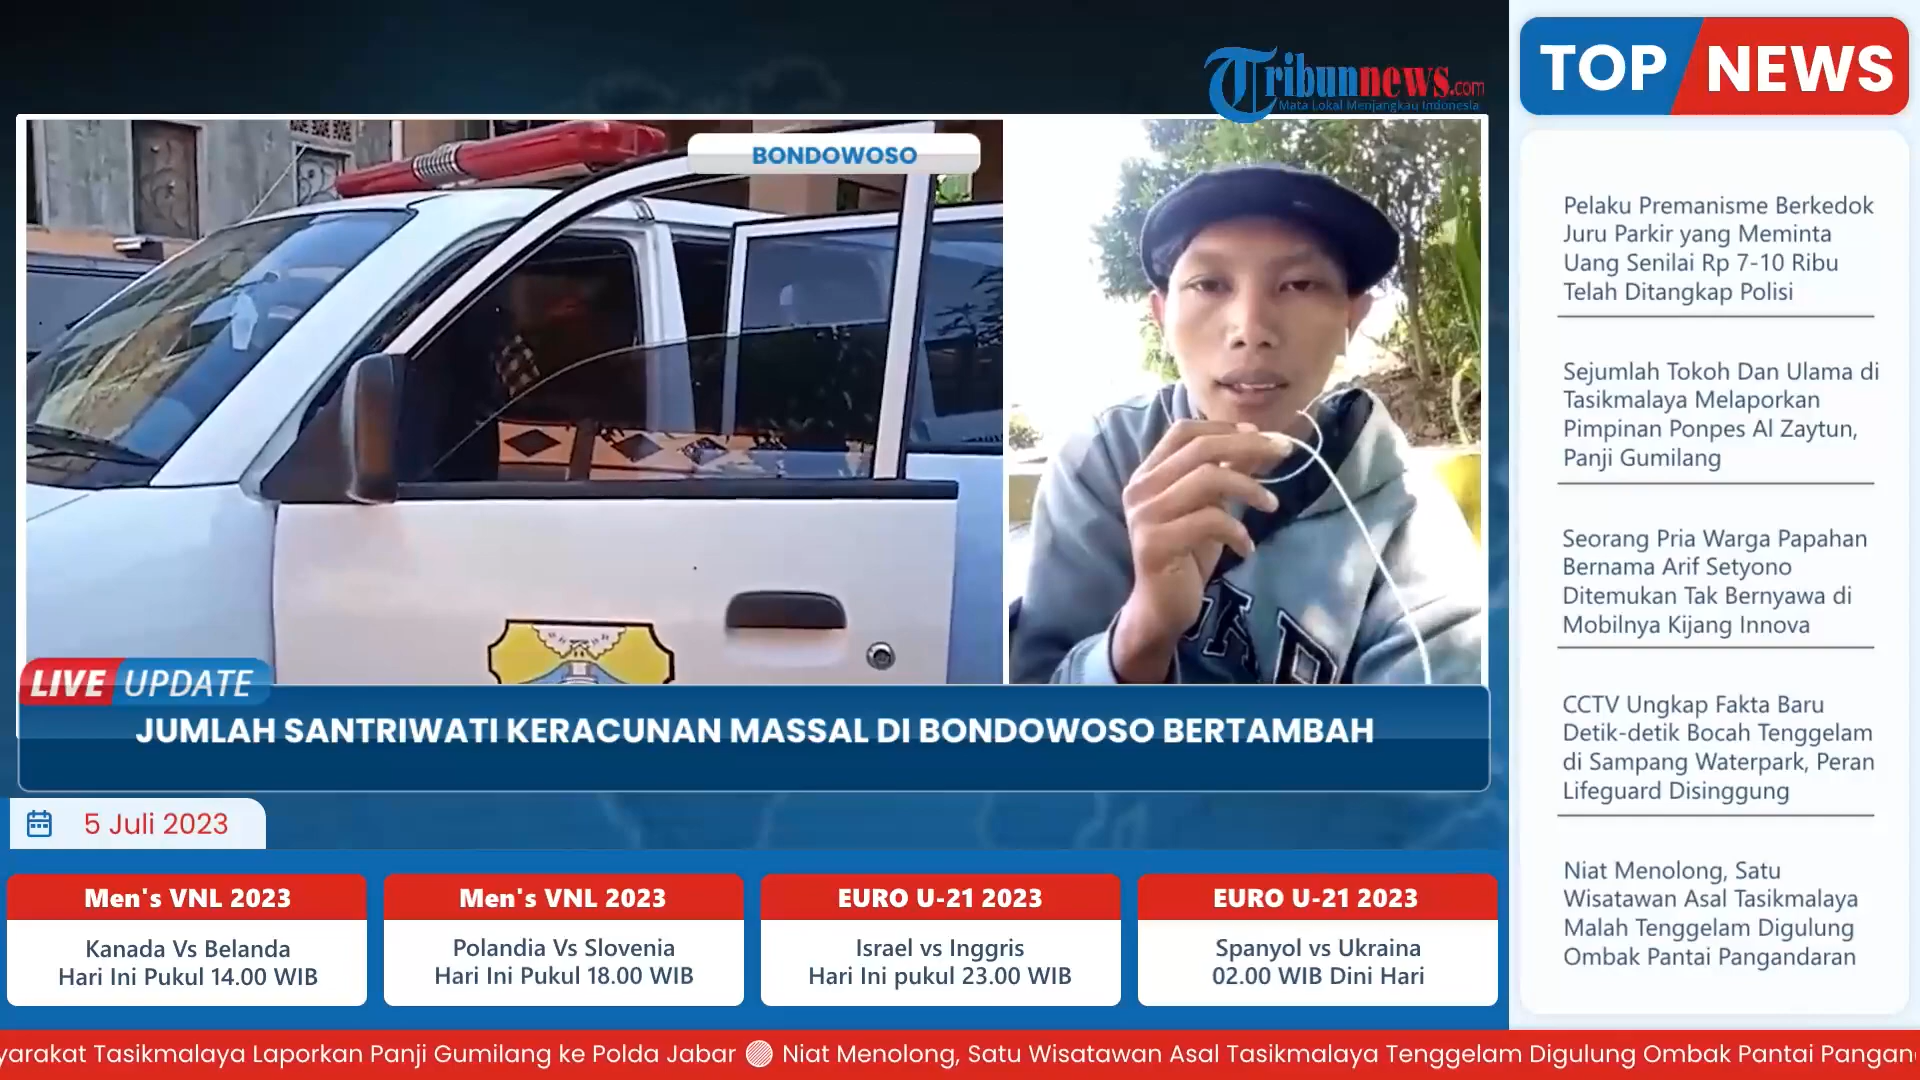 Tribunnews.com
Mata Lokal Menjangkau Indonesia
TOP NEWS
BONDOWOSO
Pelaku Premanisme Berkedok
Juru Parkir yang Meminta
Uang Senilai Rp 7-10 Ribu
Telah Ditangkap Polisi
Sejumlah Tokoh Dan Ulama di
Tasikmalaya Melaporkan
Pimpinan Ponpes Al Zaytun,
Panji Gumilang
Seorang Pria Warga Papahan
Bernama Arif Setyono
Ditemukan Tak Bernyawa di
Mobilnya Kijang Innova
CCTV Ungkap Fakta Baru
Detik-detik Bocah Tenggelam
di Sampang Waterpark, Peran
Lifeguard Disinggung
Niat Menolong, Satu
Wisatawan Asal Tasikmalaya
Malah Tenggelam Digulung
Ombak Pantai Pangandaran
LIVE UPDATE
JUMLAH SANTRIWATI KERACUNAN MASSAL DI BONDOWOSO BERTAMBAH
5 Juli 2023
Men's VNL 2023
Kanada Vs Belanda
Hari Ini Pukul 14.00 WIB
Men's VNL 2023
Polandia Vs Slovenia
Hari Ini Pukul 18.00 WIB
EURO U-21 2023
Israel vs Inggris
Hari Ini pukul 23.00 WIB
EURO U-21 2023
Spanyol vs Ukraina
02.00 WIB Dini Hari
yarakat Tasikmalaya Laporkan Panji Gumilang ke Polda Jabar Niat Menolong, Satu Wisatawan Asal Tasikmalaya Tenggelam Digulung Ombak Pantai Pangan